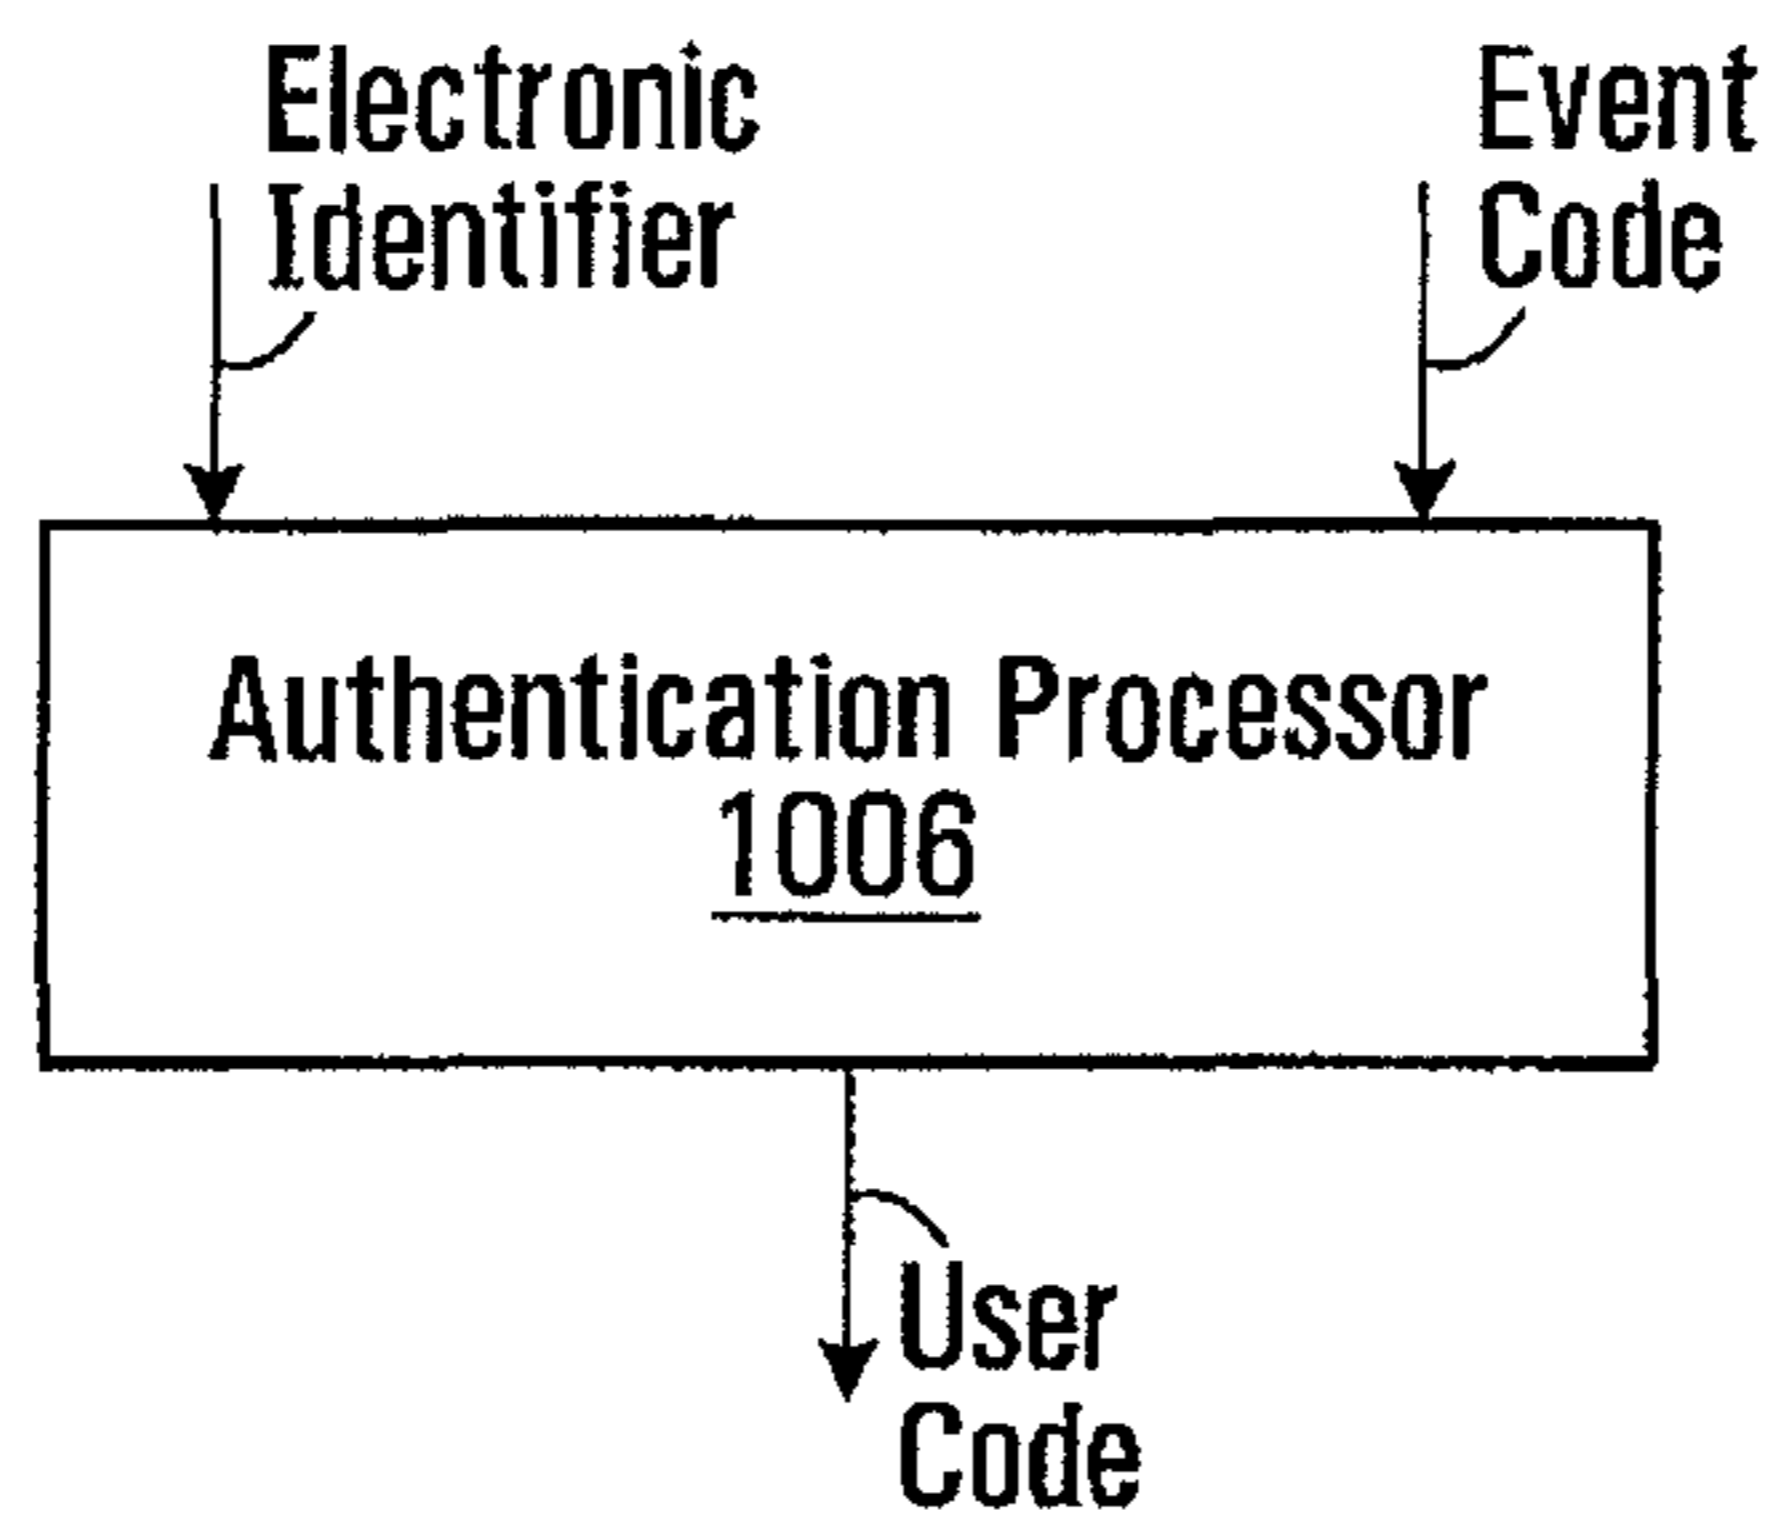 Electronic
Identifier
Event
Code
Authentication Processor
1006
User
Code